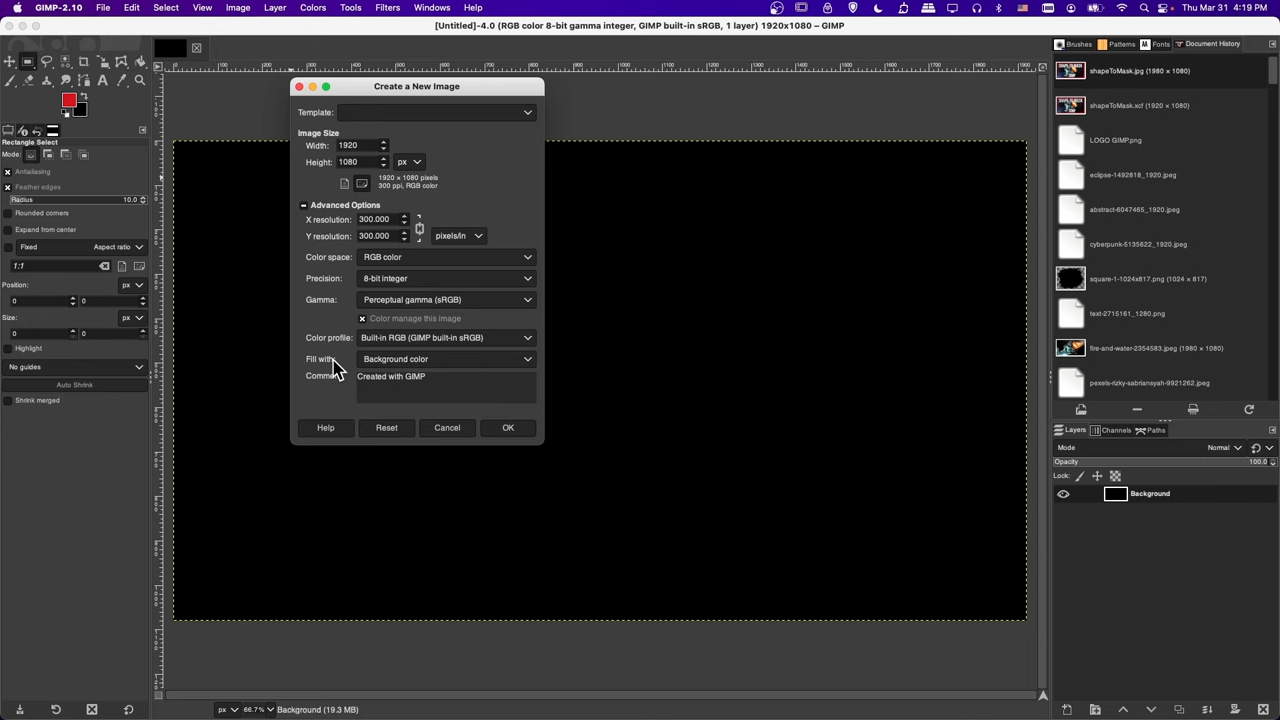 GIMP-2.10 File Edit Select View Image Layer Colors Tools Filters Windows Help Thu Mar 31 4:19 PM
[Untitled]-4.0 (RGB color 8-bit gamma integer, GIMP built-in sRGB, 1 layer) 1920x1080 – GIMP
Brushes Patterns Fonts Document History
Rectangle Select
Mode:
Antialiasing
Feather edges
Radius 10.0
Rounded corners
Expand from center
Fixed Aspect ratio
1:1
Position: px
0 0
Size: px
0 0
Highlight
No guides
Auto Shrink
Shrink merged
Create a New Image
Template:
Image Size
Width: 1920
Height: 1080 px
1920 × 1080 pixels
300 ppi, RGB color
Advanced Options
X resolution: 300.000
Y resolution: 300.000 pixels/in
Color space: RGB color
Precision: 8-bit integer
Gamma: Perceptual gamma (sRGB)
Color manage this image
Color profile: Built-in RGB (GIMP built-in sRGB)
Fill with Background color
Created with GIMP
Help Reset Cancel OK
shapeToMask.jpg (1980 × 1080)
shapeToMask.xcf (1920 × 1080)
LOGO GIMP.png
eclipse-1492818_1920.jpg
abstract-6047465_1920.jpg
cyberpunk-5135622_1920.jpg
square-1-1024x817.png (1024 × 817)
text-2715161_1280.png
fire-and-water-2354583.jpeg (1980 × 1080)
pexels-rizky-sabriansyah-9921262.jpeg
Layers Channels Paths
Mode Normal
Opacity 100.0
Lock:
Background
px 66.7% Background (19.3 MB)